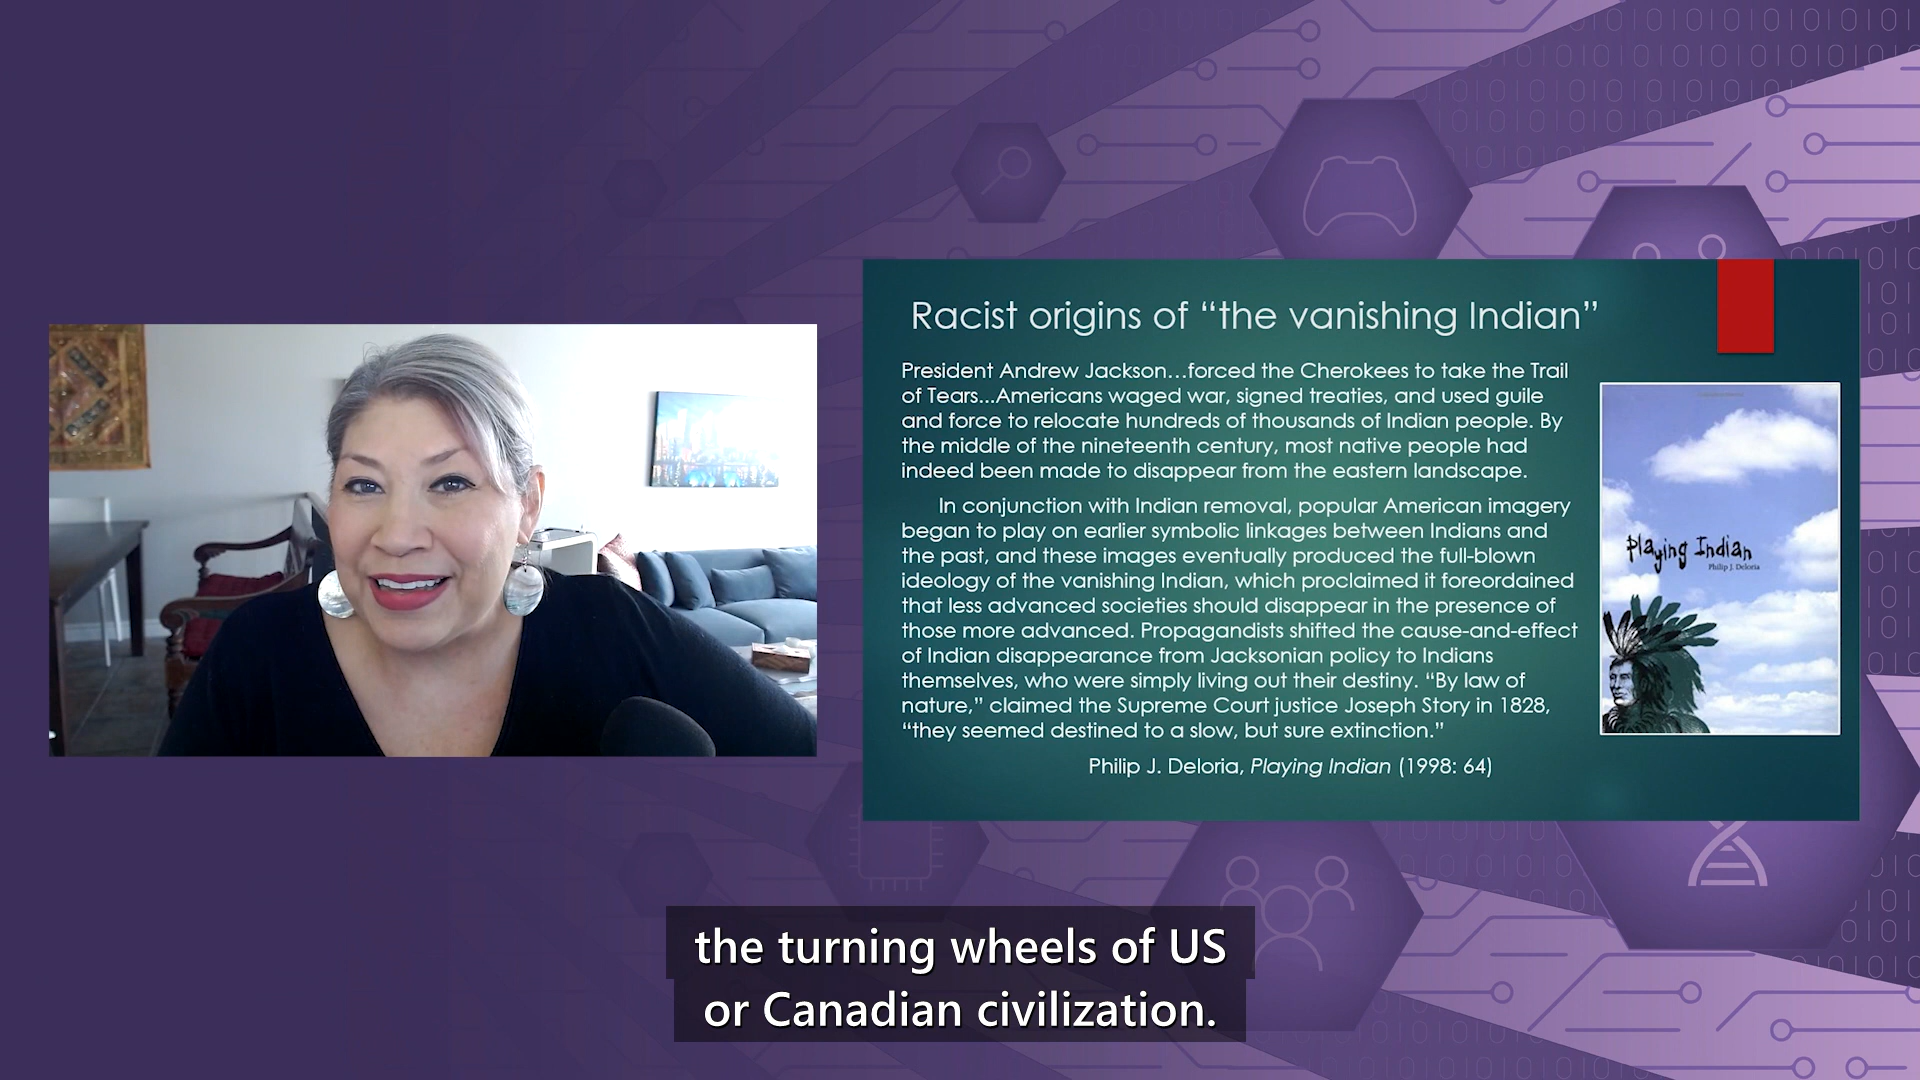 Racist origins of “the vanishing Indian”
President Andrew Jackson…forced the Cherokees to take the Trail
of Tears...Americans waged war, signed treaties, and used guile
and force to relocate hundreds of thousands of Indian people. By
the middle of the nineteenth century, most native people had
indeed been made to disappear from the eastern landscape.
In conjunction with Indian removal, popular American imagery
began to play on earlier symbolic linkages between Indians and
the past, and these images eventually produced the full-blown
ideology of the vanishing Indian, which proclaimed it foreordained
that less advanced societies should disappear in the presence of
those more advanced. Propagandists shifted the cause-and-effect
of Indian disappearance from Jacksonian policy to Indians
themselves, who were simply living out their destiny. “By law of
nature,” claimed the Supreme Court justice Joseph Story in 1828,
“they seemed destined to a slow, but sure extinction.”
Philip J. Deloria, Playing Indian (1998: 64)
Playing Indian
Philip J. Deloria
the turning wheels of US
or Canadian civilization.